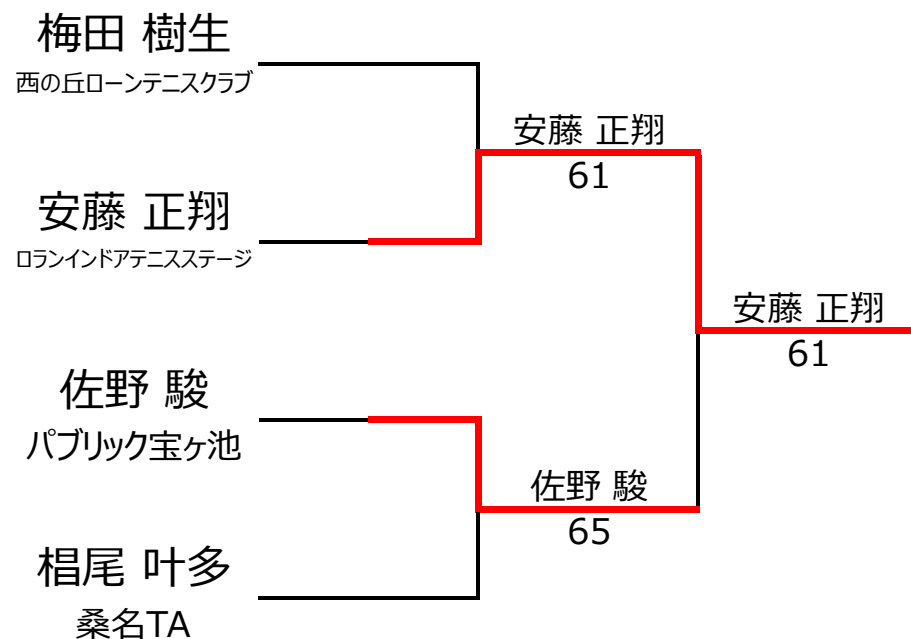 梅田 樹生
西の丘ローンテニスクラブ
安藤 正翔
61
安藤 正翔
ロランインドアテニスステージ
安藤 正翔
61
佐野 駿
パブリック宝ヶ池
佐野 駿
65
椙尾 叶多
桑名TA